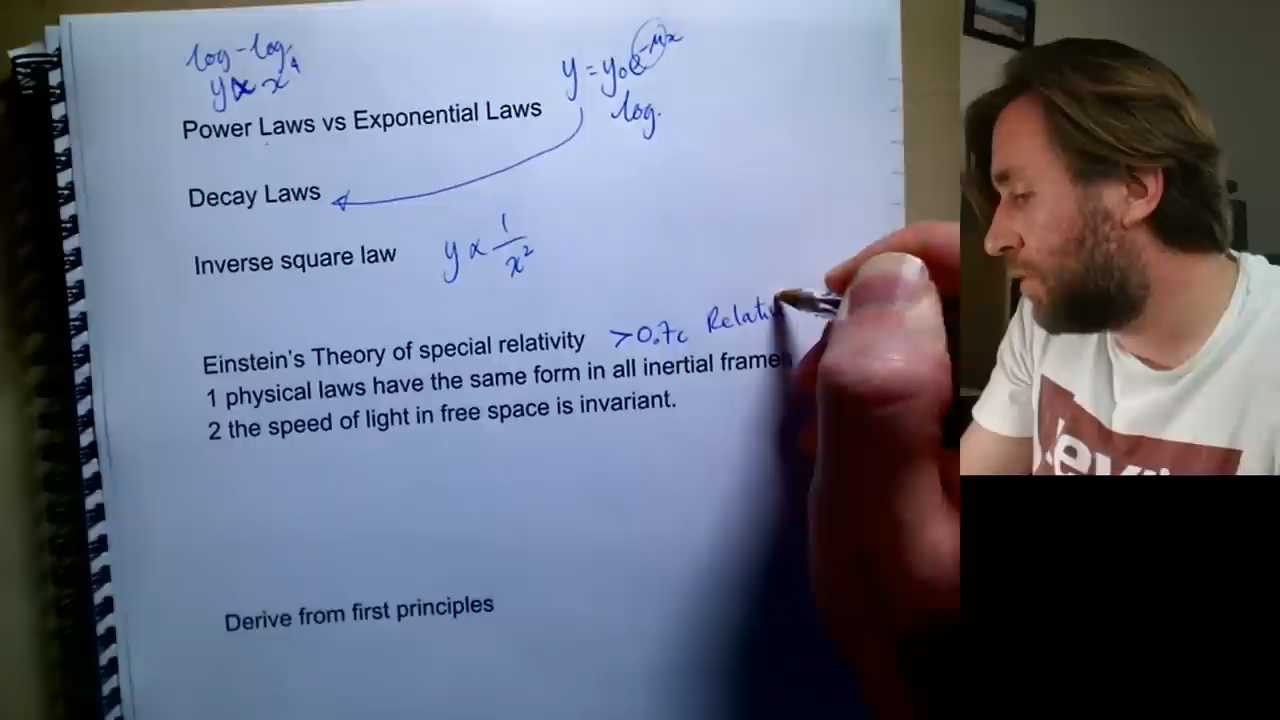 log-log
y ∝ x⁴
y = y₀e^-μx
log.
Power Laws vs Exponential Laws
Decay Laws
Inverse square law y ∝ 1/x²
Einstein's Theory of special relativity >0.7c
1 physical laws have the same form in all inertial frames
2 the speed of light in free space is invariant.
Derive from first principles